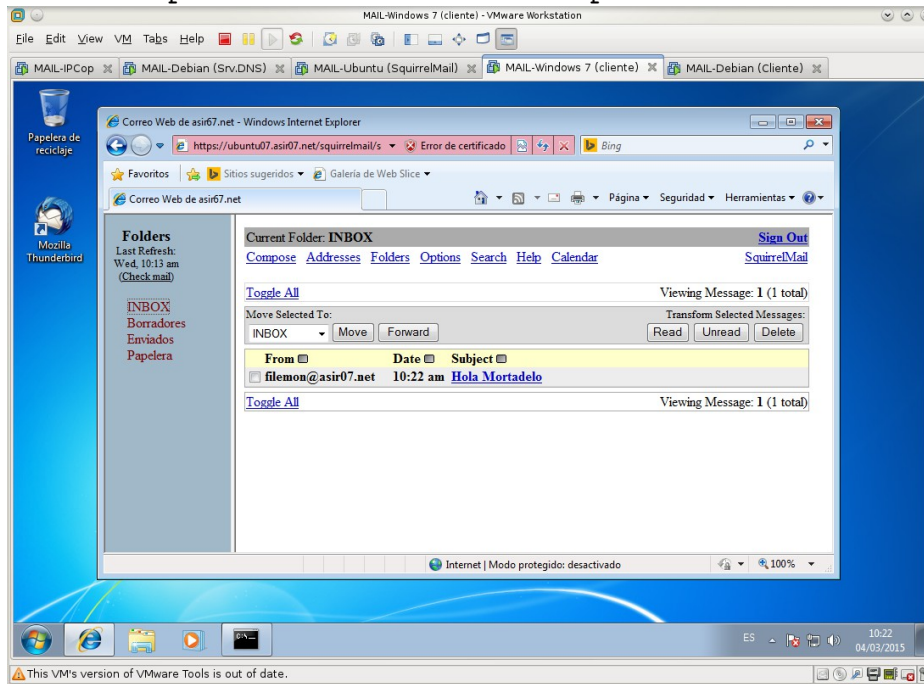 MAIL-Windows 7 (cliente) - VMware Workstation
File Edit View VM Tabs Help
MAIL-IPCop MAIL-Debian (Srv.DNS) MAIL-Ubuntu (SquirrelMail) MAIL-Windows 7 (cliente) MAIL-Debian (Cliente)
Papelera de
reciclaje
Mozilla
Thunderbird
Correo Web de asir67.net - Windows Internet Explorer
https://ubuntu07.asir07.net/squirrelmail/s Error de certificado Bing
Favoritos Sitios sugeridos Galería de Web Slice
Correo Web de asir67.net Página Seguridad Herramientas
Folders
Last Refresh:
Wed, 10:13 am
(Check mail)
INBOX
Borradores
Enviados
Papelera
Current Folder: INBOX Sign Out
Compose Addresses Folders Options Search Help Calendar SquirrelMail
Toggle All Viewing Message: 1 (1 total)
Move Selected To: Transform Selected Messages:
INBOX Move Forward Read Unread Delete
From Date Subject
filemon@asir07.net 10:22 am Hola Mortadelo
Toggle All Viewing Message: 1 (1 total)
Internet | Modo protegido: desactivado 100%
ES 10:22
04/03/2015
This VM's version of VMware Tools is out of date.